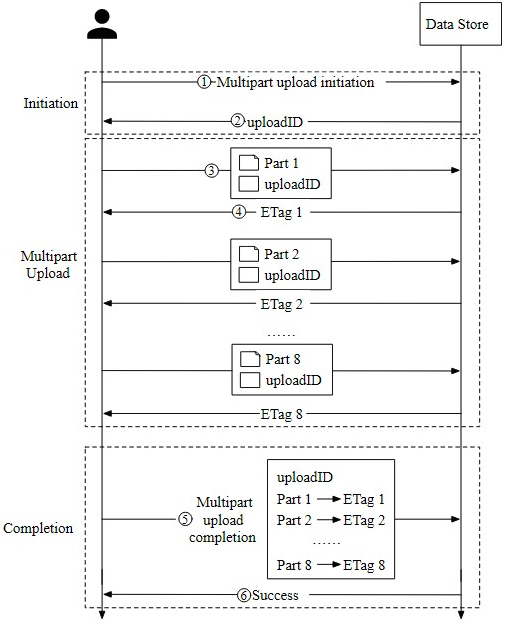 Data Store
Initiation
① Multipart upload initiation
② uploadID
Multipart
Upload
③
Part 1
uploadID
④ ETag 1
Part 2
uploadID
ETag 2
......
Part 8
uploadID
ETag 8
Completion
⑤
Multipart
upload
completion
uploadID
Part 1 → ETag 1
Part 2 → ETag 2
......
Part 8 → ETag 8
⑥ Success